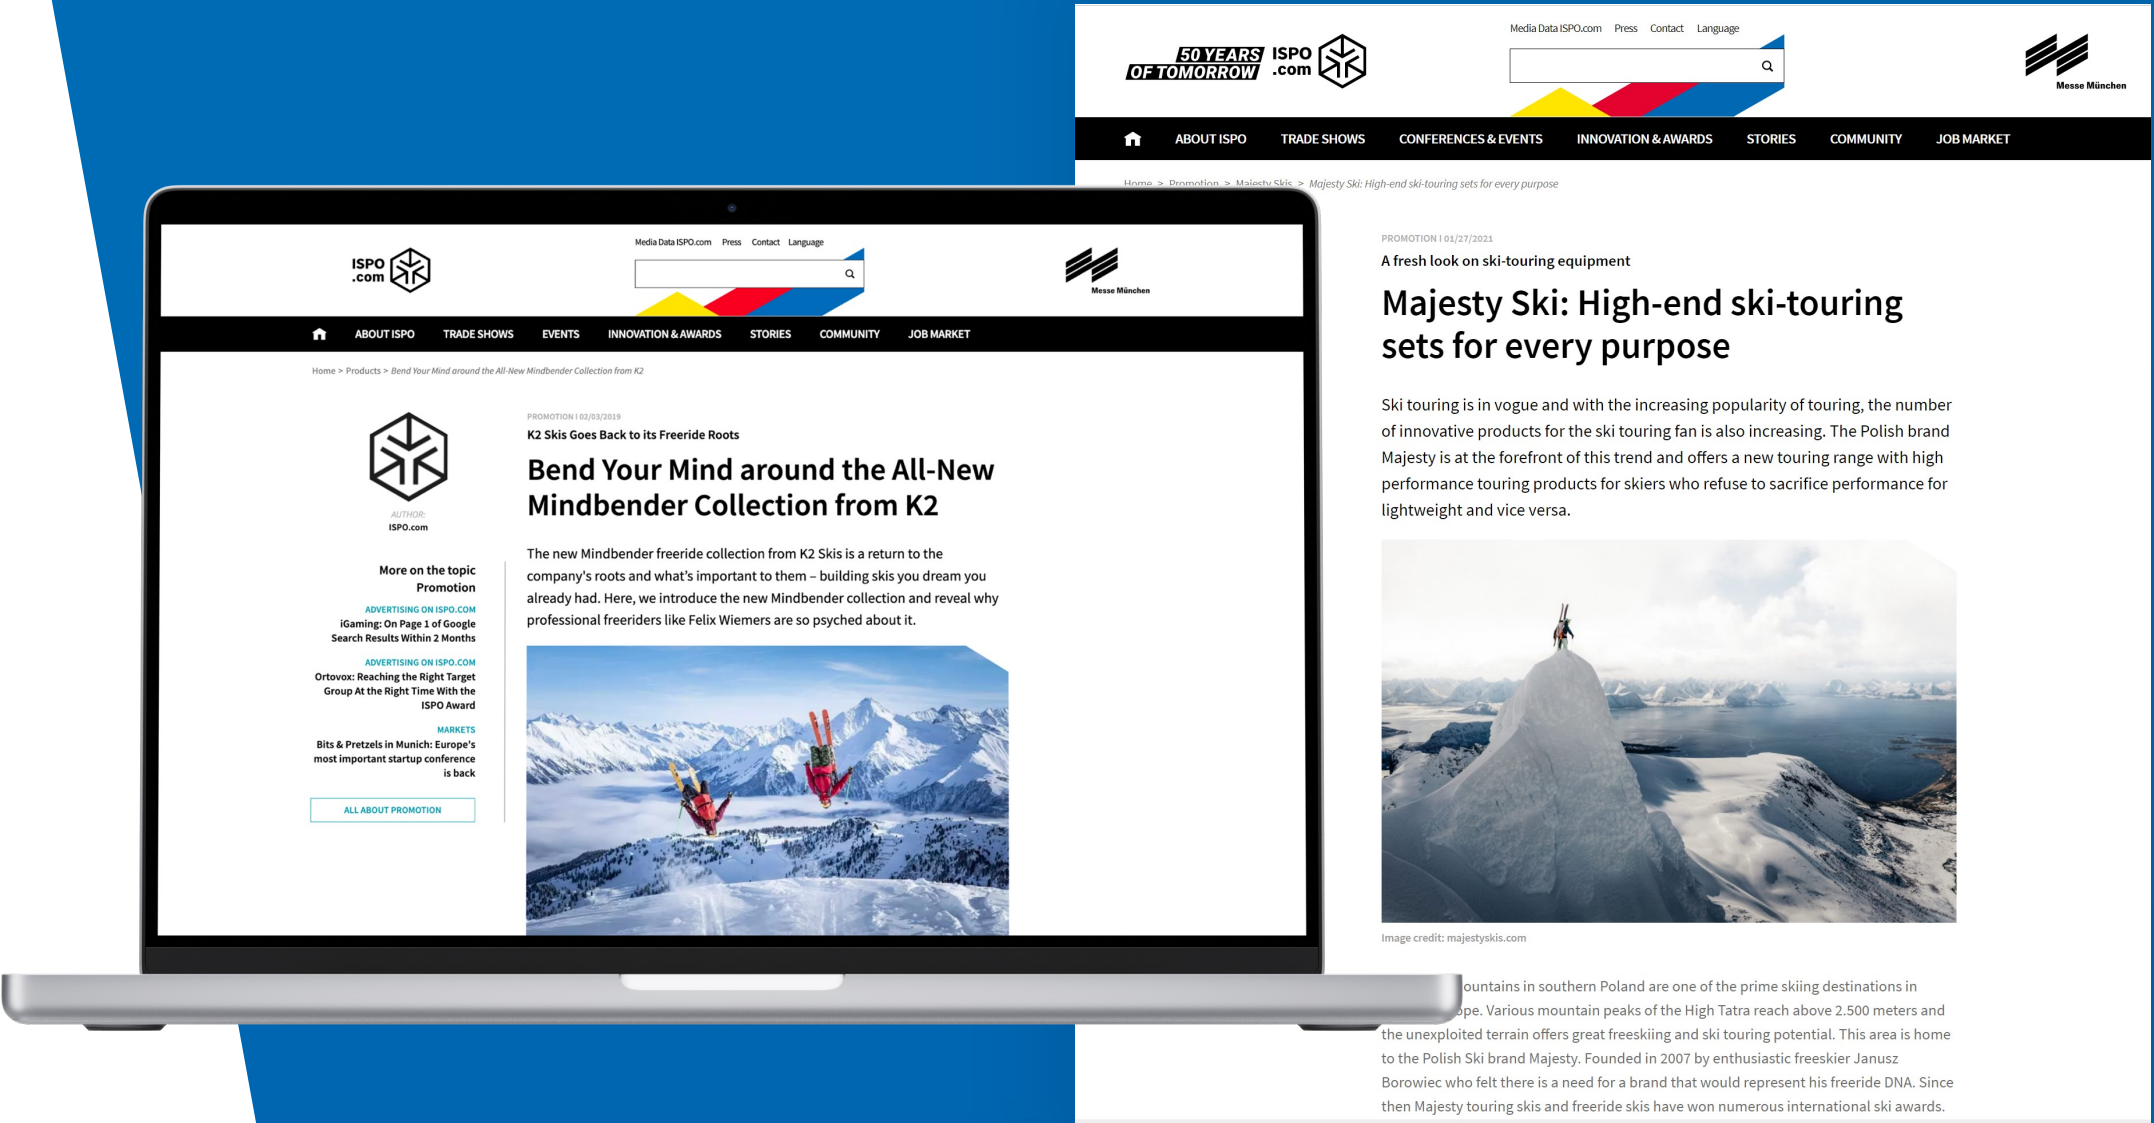 50 YEARS
OF TOMORROW
ISPO
.com
Media Data ISPO.com Press Contact Language
Messe München
ABOUT ISPO TRADE SHOWS CONFERENCES & EVENTS INNOVATION & AWARDS STORIES COMMUNITY JOB MARKET
Home > Promotion > Majesty Skis > Majesty Ski: High-end ski-touring sets for every purpose
PROMOTION I 01/27/2021
A fresh look on ski-touring equipment
Majesty Ski: High-end ski-touring
sets for every purpose
Ski touring is in vogue and with the increasing popularity of touring, the number
of innovative products for the ski touring fan is also increasing. The Polish brand
Majesty is at the forefront of this trend and offers a new touring range with high
performance touring products for skiers who refuse to sacrifice performance for
lightweight and vice versa.
Image credit: majestyskis.com
ountains in southern Poland are one of the prime skiing destinations in
ope. Various mountain peaks of the High Tatra reach above 2.500 meters and
the unexploited terrain offers great freeskiing and ski touring potential. This area is home
to the Polish Ski brand Majesty. Founded in 2007 by enthusiastic freeskier Janusz
Borowiec who felt there is a need for a brand that would represent his freeride DNA. Since
then Majesty touring skis and freeride skis have won numerous international ski awards.
ISPO
.com
Media Data ISPO.com Press Contact Language
Messe München
ABOUT ISPO TRADE SHOWS EVENTS INNOVATION & AWARDS STORIES COMMUNITY JOB MARKET
Home > Products > Bend Your Mind around the All-New Mindbender Collection from K2
AUTHOR:
ISPO.com
More on the topic
Promotion
ADVERTISING ON ISPO.COM
iGaming: On Page 1 of Google
Search Results Within 2 Months
ADVERTISING ON ISPO.COM
Ortovox: Reaching the Right Target
Group At the Right Time With the
ISPO Award
MARKETS
Bits & Pretzels in Munich: Europe's
most important startup conference
is back
ALL ABOUT PROMOTION
PROMOTION I 02/03/2019
K2 Skis Goes Back to its Freeride Roots
Bend Your Mind around the All-New
Mindbender Collection from K2
The new Mindbender freeride collection from K2 Skis is a return to the
company's roots and what's important to them – building skis you dream you
already had. Here, we introduce the new Mindbender collection and reveal why
professional freeriders like Felix Wiemers are so psyched about it.